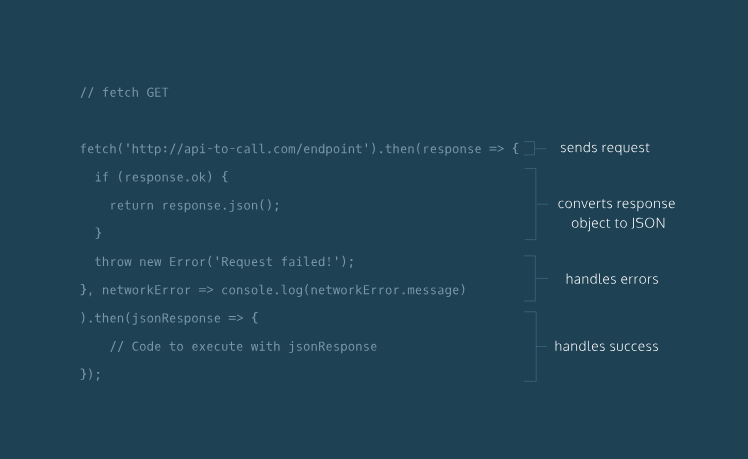 // fetch GET
fetch('http://api-to-call.com/endpoint').then(response => {
sends request
if (response.ok) {
return response.json();
}
converts response
object to JSON
throw new Error('Request failed!');
}, networkError => console.log(networkError.message)
handles errors
).then(jsonResponse => {
// Code to execute with jsonResponse
});
handles success